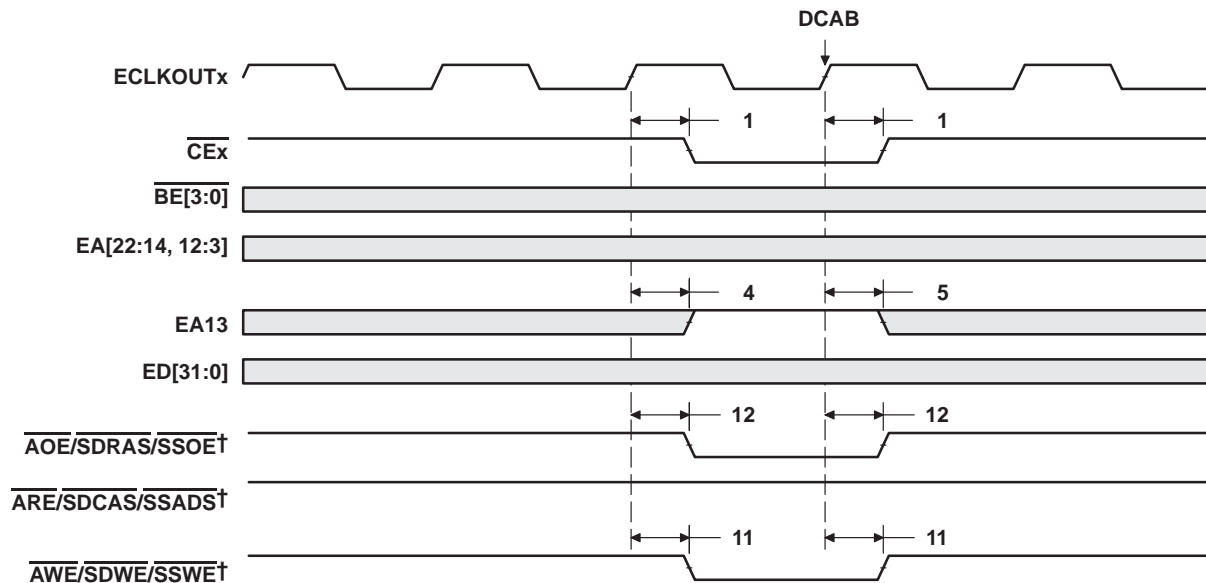 DCAB
ECLKOUTx
1 1
CEx
BE[3:0]
EA[22:14, 12:3]
4 5
EA13
ED[31:0]
12 12
AOE/SDRAS/SSOE†
ARE/SDCAS/SSADS†
11 11
AWE/SDWE/SSWE†